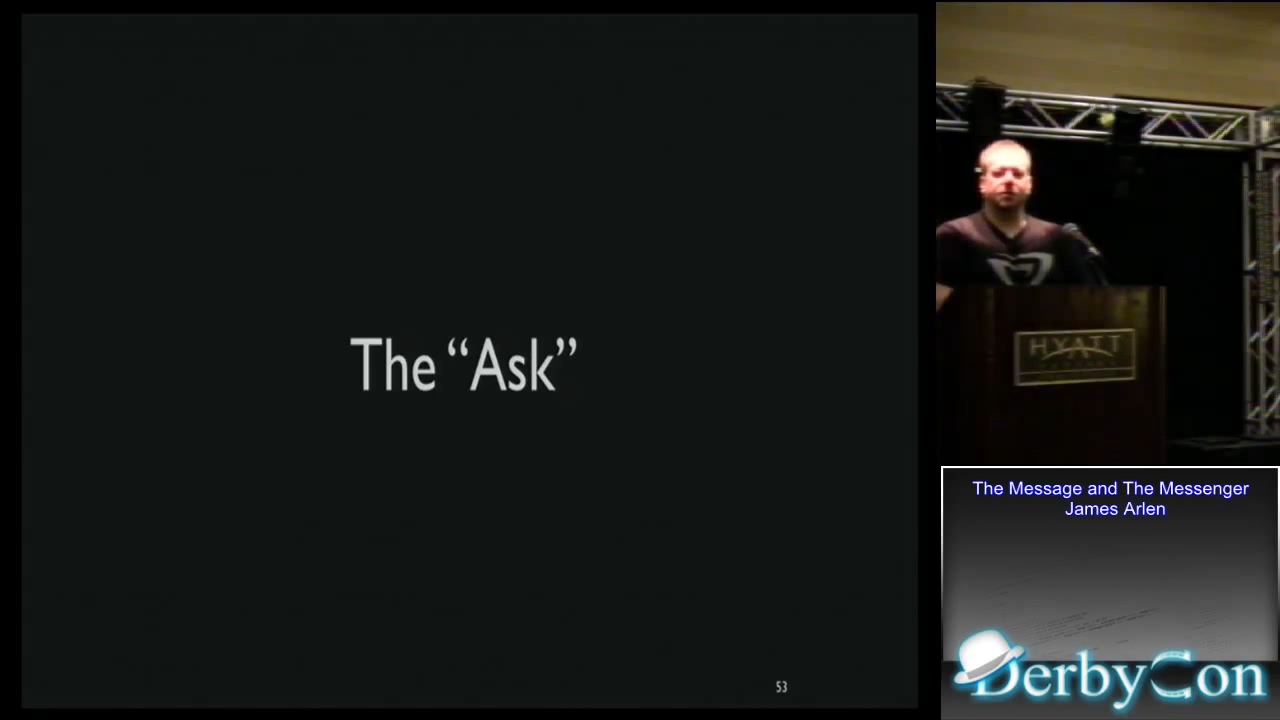 The “Ask”
53
HYATT
The Message and The Messenger
James Arlen
DerbyCon